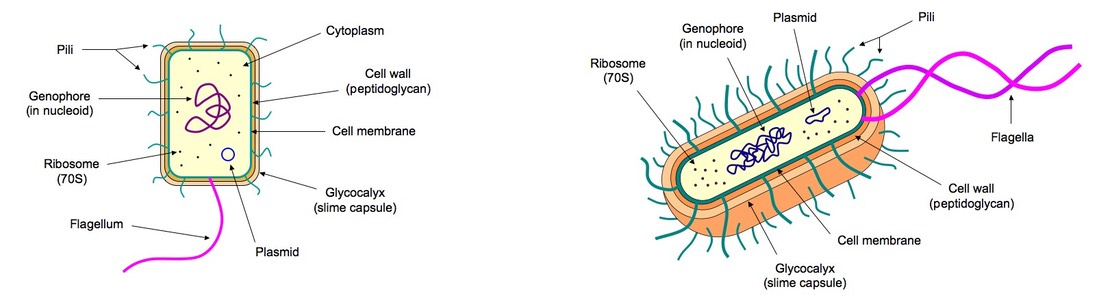 Pili
Genophore
(in nucleoid)
Ribosome
(70S)
Flagellum
Cytoplasm
Cell wall
(peptidoglycan)
Cell membrane
Glycocalyx
(slime capsule)
Plasmid
Plasmid
Pili
Genophore
(in nucleoid)
Ribosome
(70S)
Flagella
Cell wall
(peptidoglycan)
Cell membrane
Glycocalyx
(slime capsule)